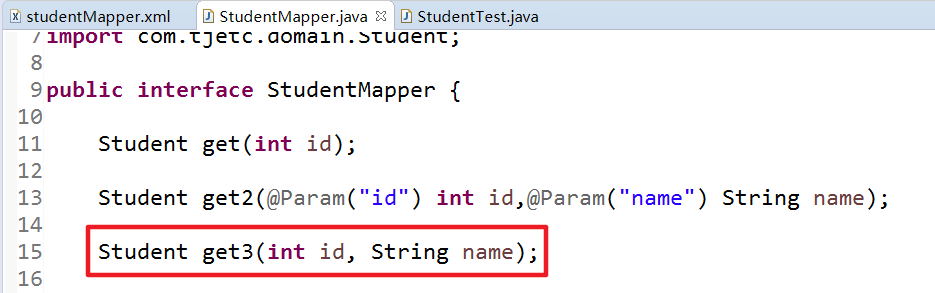 studentMapper.xml StudentMapper.java StudentTest.java
7 import com.tjetc.domain.Student;
8
9 public interface StudentMapper {
10
11 Student get(int id);
12
13 Student get2(@Param("id") int id,@Param("name") String name);
14
15 Student get3(int id, String name);
16